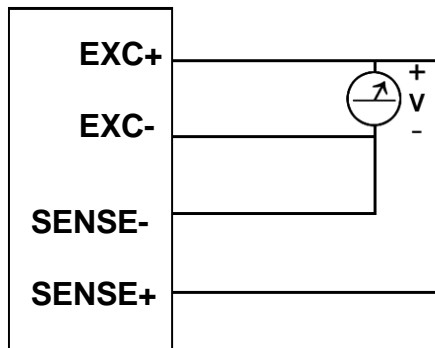 EXC+
+
V
-
EXC-
SENSE-
SENSE+